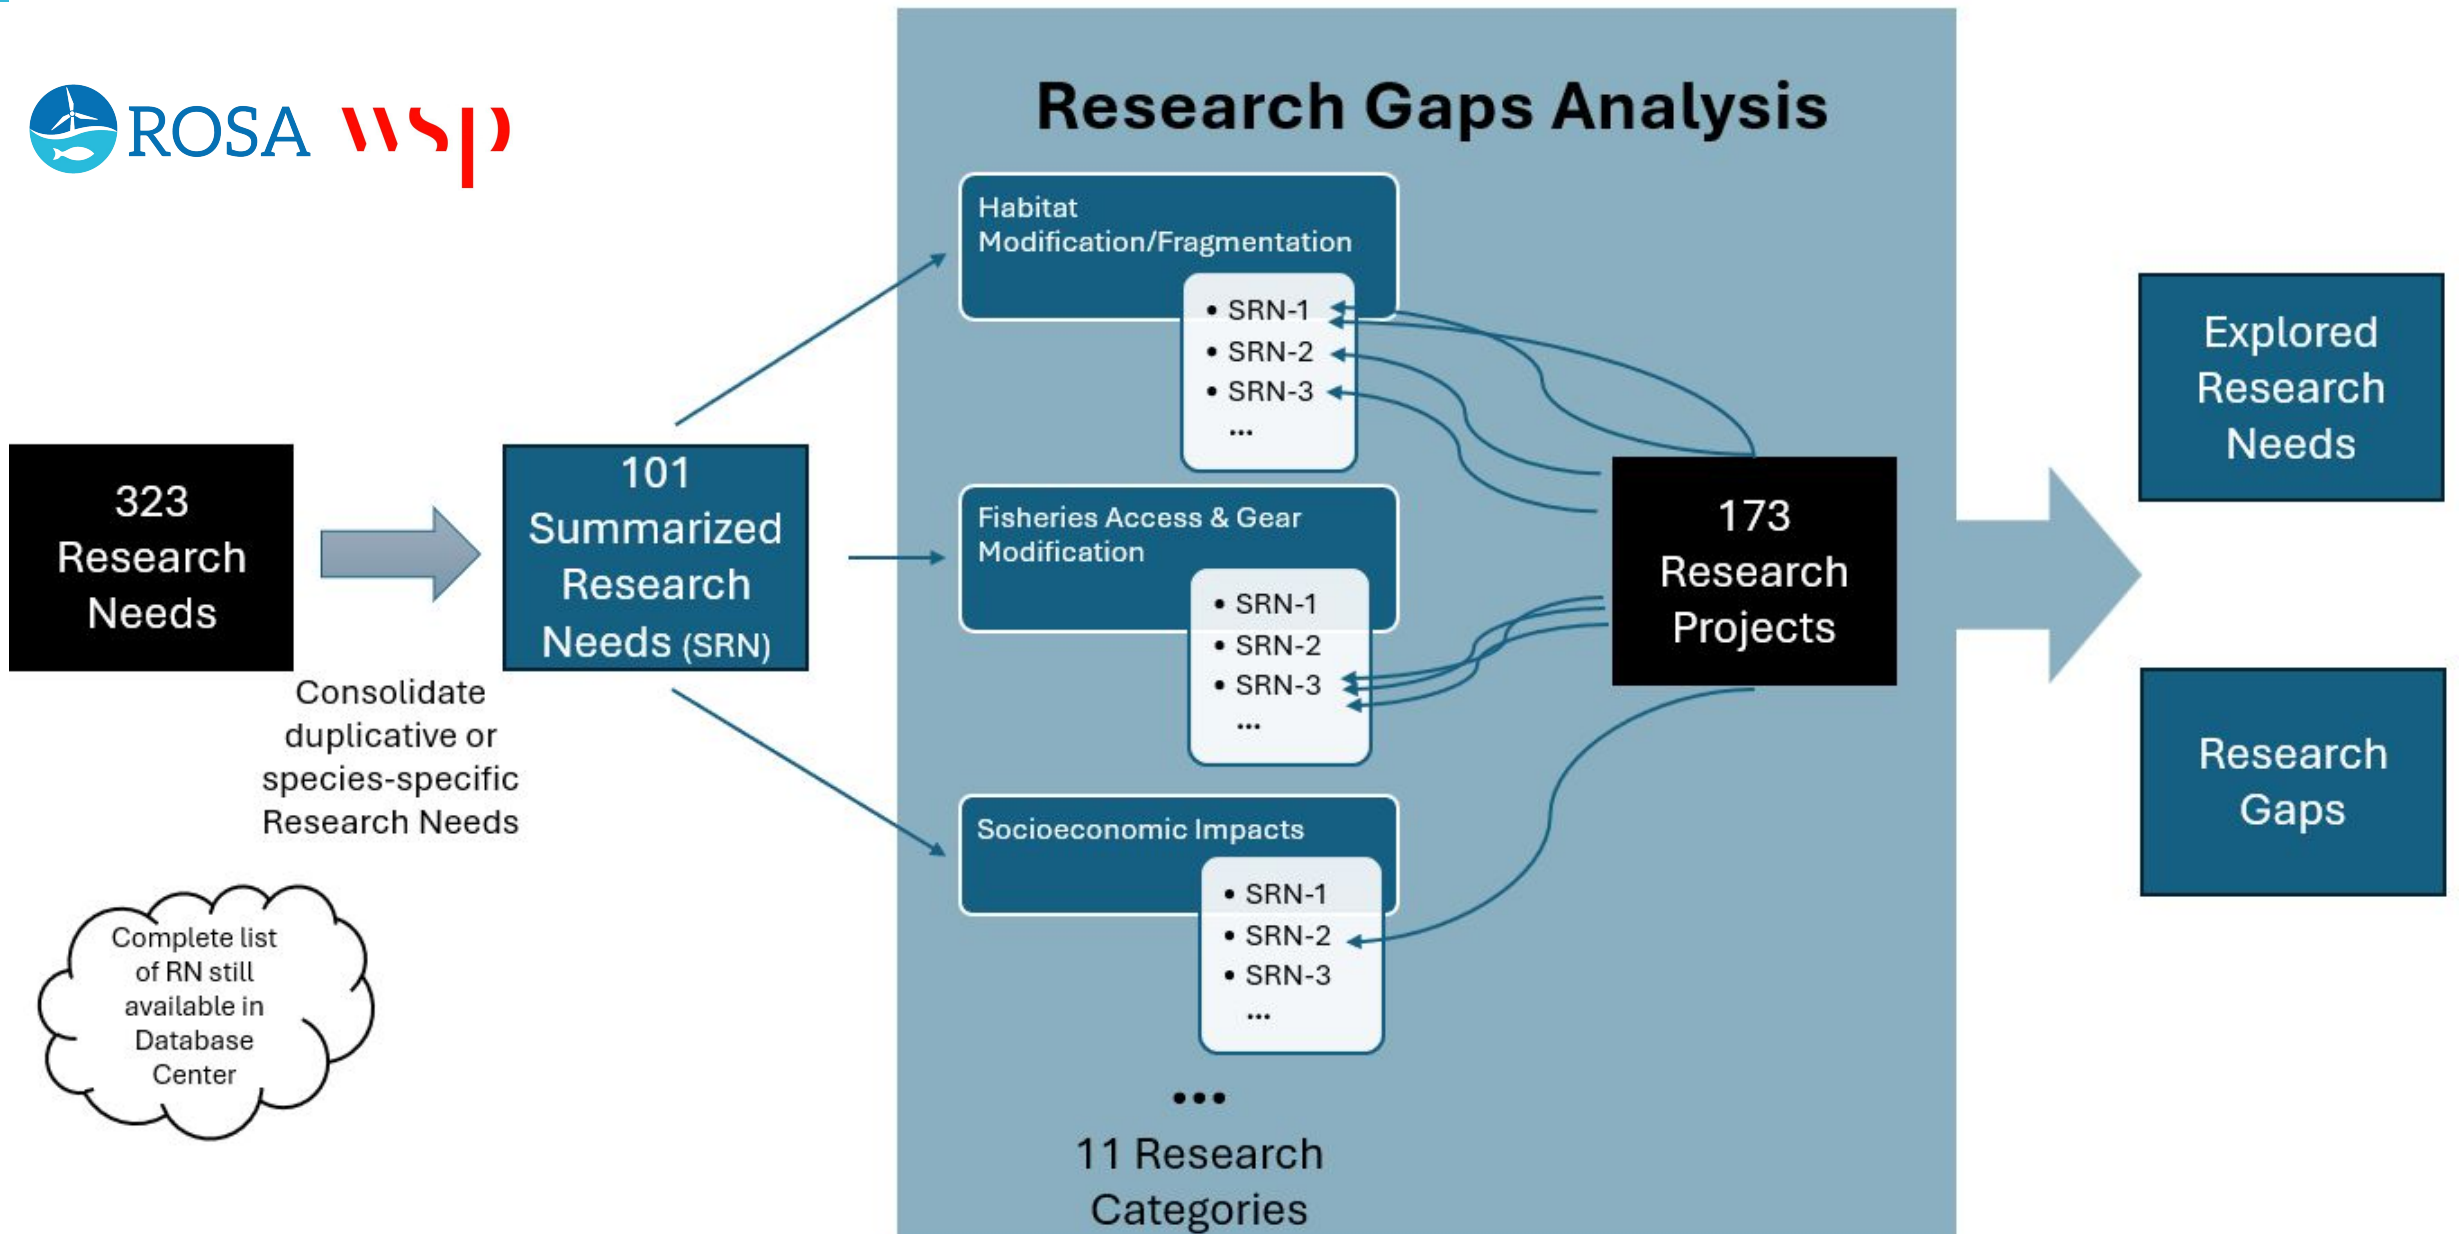 ROSA wsp
Research Gaps Analysis
323
Research
Needs
Consolidate
duplicative or
species-specific
Research Needs
Complete list
of RN still
available in
Database
Center
101
Summarized
Research
Needs (SRN)
Habitat
Modification/Fragmentation
• SRN-1
• SRN-2
• SRN-3
...
Fisheries Access & Gear
Modification
• SRN-1
• SRN-2
• SRN-3
...
Socioeconomic Impacts
• SRN-1
• SRN-2
• SRN-3
...
...
11 Research
Categories
173
Research
Projects
Explored
Research
Needs
Research
Gaps